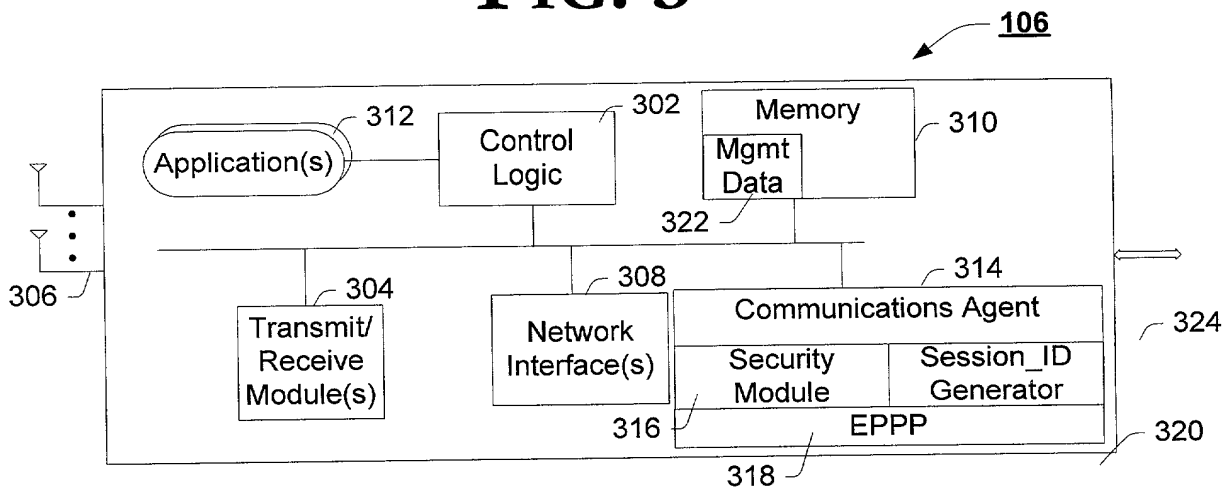 106
312
302
Memory
310
Application(s)
Control
Logic
Mgmt
Data
322
306
304
308
314
Transmit/
Receive
Module(s)
Network
Interface(s)
Communications Agent
324
Security
Module
Session_ID
Generator
316
EPPP
318
320